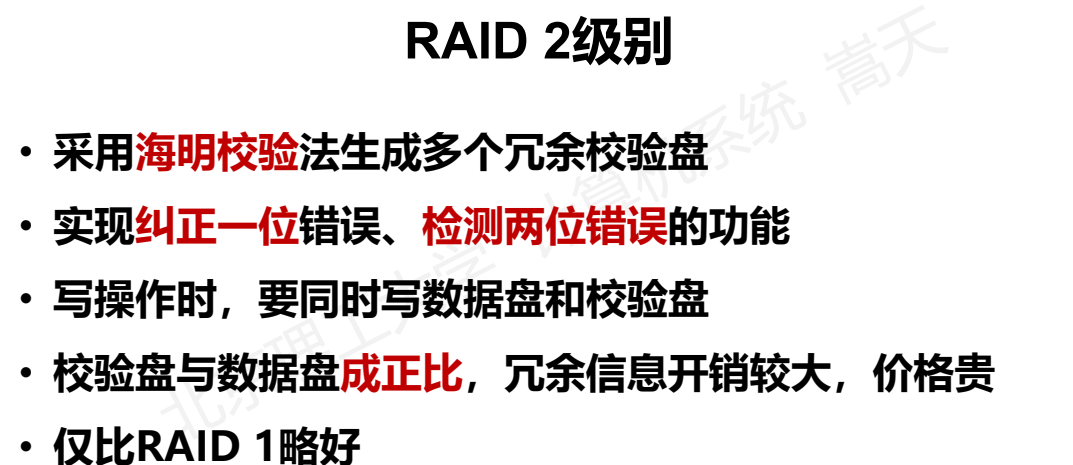 RAID 2级别
• 采用海明校验法生成多个冗余校验盘
• 实现纠正一位错误、检测两位错误的功能
• 写操作时，要同时写数据盘和校验盘
• 校验盘与数据盘成正比，冗余信息开销较大，价格贵
• 仅比RAID 1略好
北京理工大学 计算机系统 嵩天